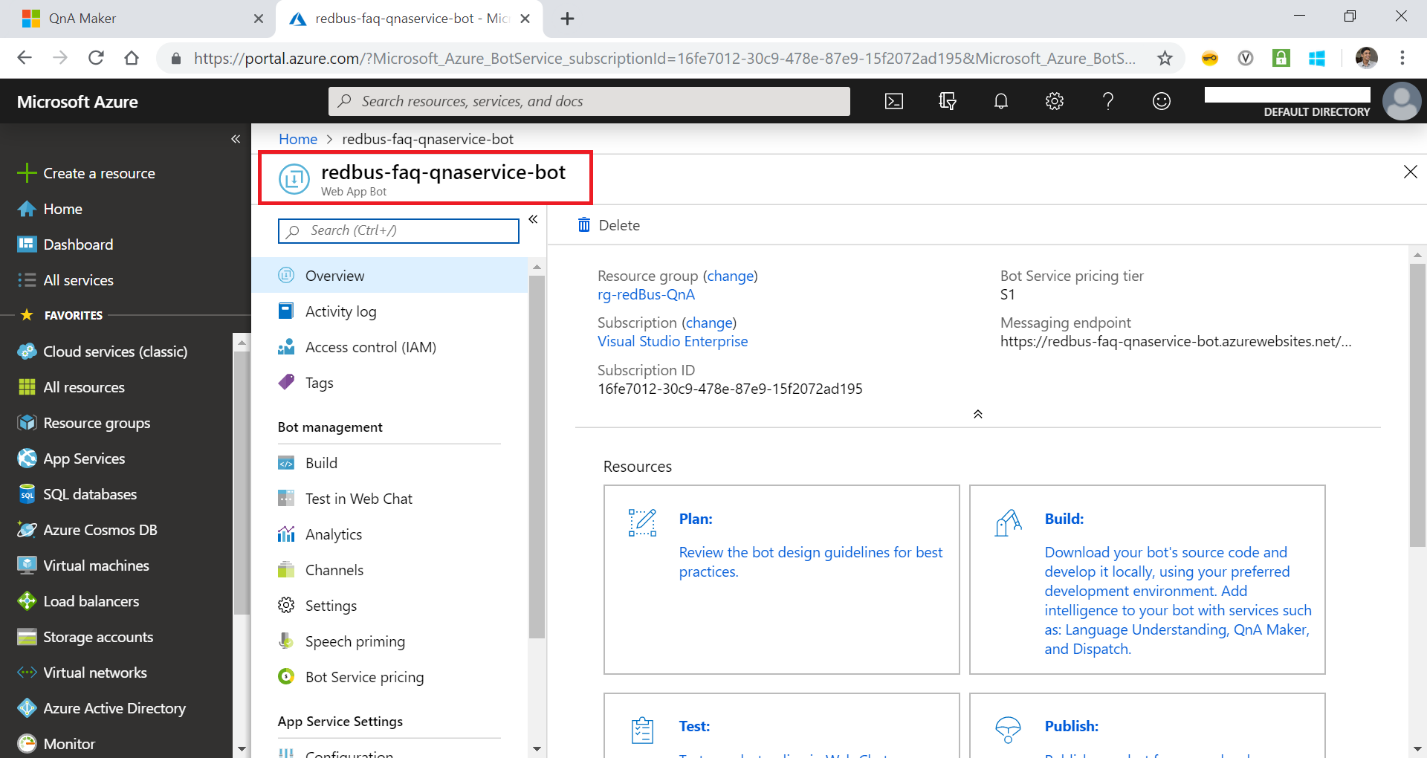 QnA Maker
redbus-faq-qnaservice-bot - Mic
https://portal.azure.com/?Microsoft_Azure_BotService_subscriptionId=16fe7012-30c9-478e-87e9-15f2072ad195&Microsoft_Azure_BotS...
Microsoft Azure
Search resources, services, and docs
DEFAULT DIRECTORY
Create a resource
Home
Dashboard
All services
FAVORITES
Cloud services (classic)
All resources
Resource groups
App Services
SQL databases
Azure Cosmos DB
Virtual machines
Load balancers
Storage accounts
Virtual networks
Azure Active Directory
Monitor
Home > redbus-faq-qnaservice-bot
redbus-faq-qnaservice-bot
Web App Bot
Search (Ctrl+/)
Overview
Activity log
Access control (IAM)
Tags
Bot management
Build
Test in Web Chat
Analytics
Channels
Settings
Speech priming
Bot Service pricing
App Service Settings
Configuration
Delete
Resource group (change)
rg-redBus-QnA
Subscription (change)
Visual Studio Enterprise
Subscription ID
16fe7012-30c9-478e-87e9-15f2072ad195
Bot Service pricing tier
S1
Messaging endpoint
https://redbus-faq-qnaservice-bot.azurewebsites.net/...
Resources
Plan:
Review the bot design guidelines for best
practices.
Build:
Download your bot's source code and
develop it locally, using your preferred
development environment. Add
intelligence to your bot with services such
as: Language Understanding, QnA Maker,
and Dispatch.
Test:
Publish: